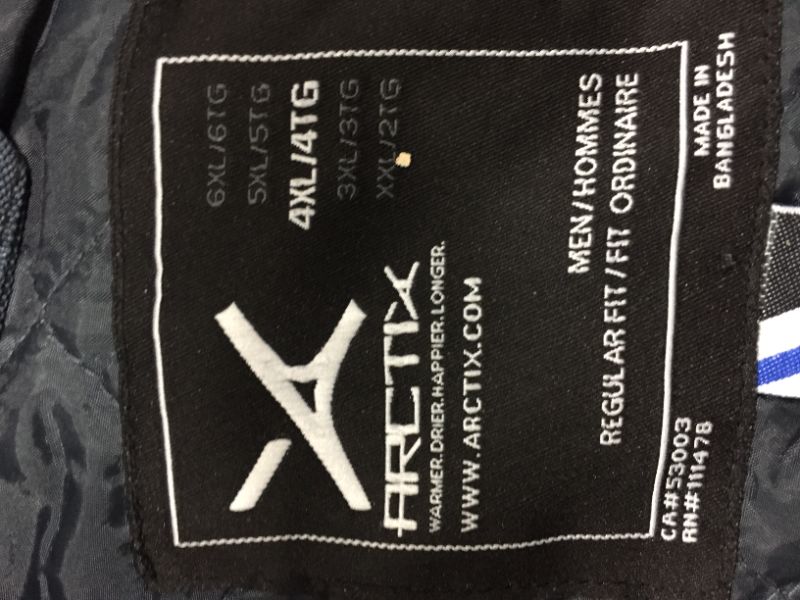 6XL/6TG
5XL/5TG
4XL/4TG
3XL/3TG
XXL/2TG
ARCTIX
WARMER.DRIER.HAPPIER.LONGER.
WWW.ARCTIX.COM
MEN/HOMMES
REGULAR FIT/FIT ORDINAIRE
CA#53003
RN#111478
MADE IN
BANGLADESH